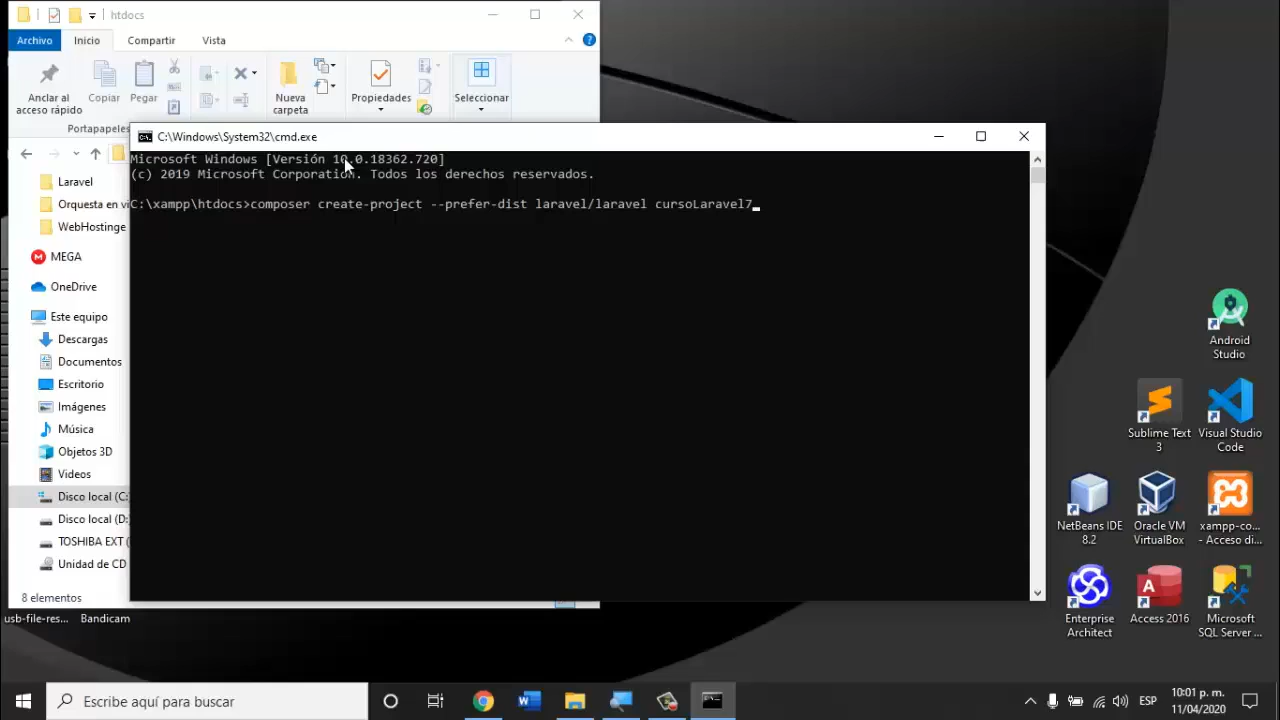 htdocs
Archivo
Inicio
Compartir
Vista
Anclar al
acceso rápido
Copiar
Pegar
Nueva
carpeta
Propiedades
Seleccionar
Portapapeles
C:\Windows\System32\cmd.exe
Microsoft Windows [Versión 10.0.18362.720]
(c) 2019 Microsoft Corporation. Todos los derechos reservados.
C:\xampp\htdocs>composer create-project --prefer-dist laravel/laravel cursoLaravel7
Laravel
Orquesta en vi
WebHostinge
MEGA
OneDrive
Este equipo
Descargas
Documentos
Escritorio
Imágenes
Música
Objetos 3D
Videos
Disco local (C:
Disco local (D:
TOSHIBA EXT (
Unidad de CD
8 elementos
usb-file-res...
Bandicam
Android
Studio
Sublime Text
3
Visual Studio
Code
NetBeans IDE
8.2
Oracle VM
VirtualBox
xampp-co...
- Acceso di...
Enterprise
Architect
Access 2016
Microsoft
SQL Server ...
Escribe aquí para buscar
ESP
10:01 p. m.
11/04/2020